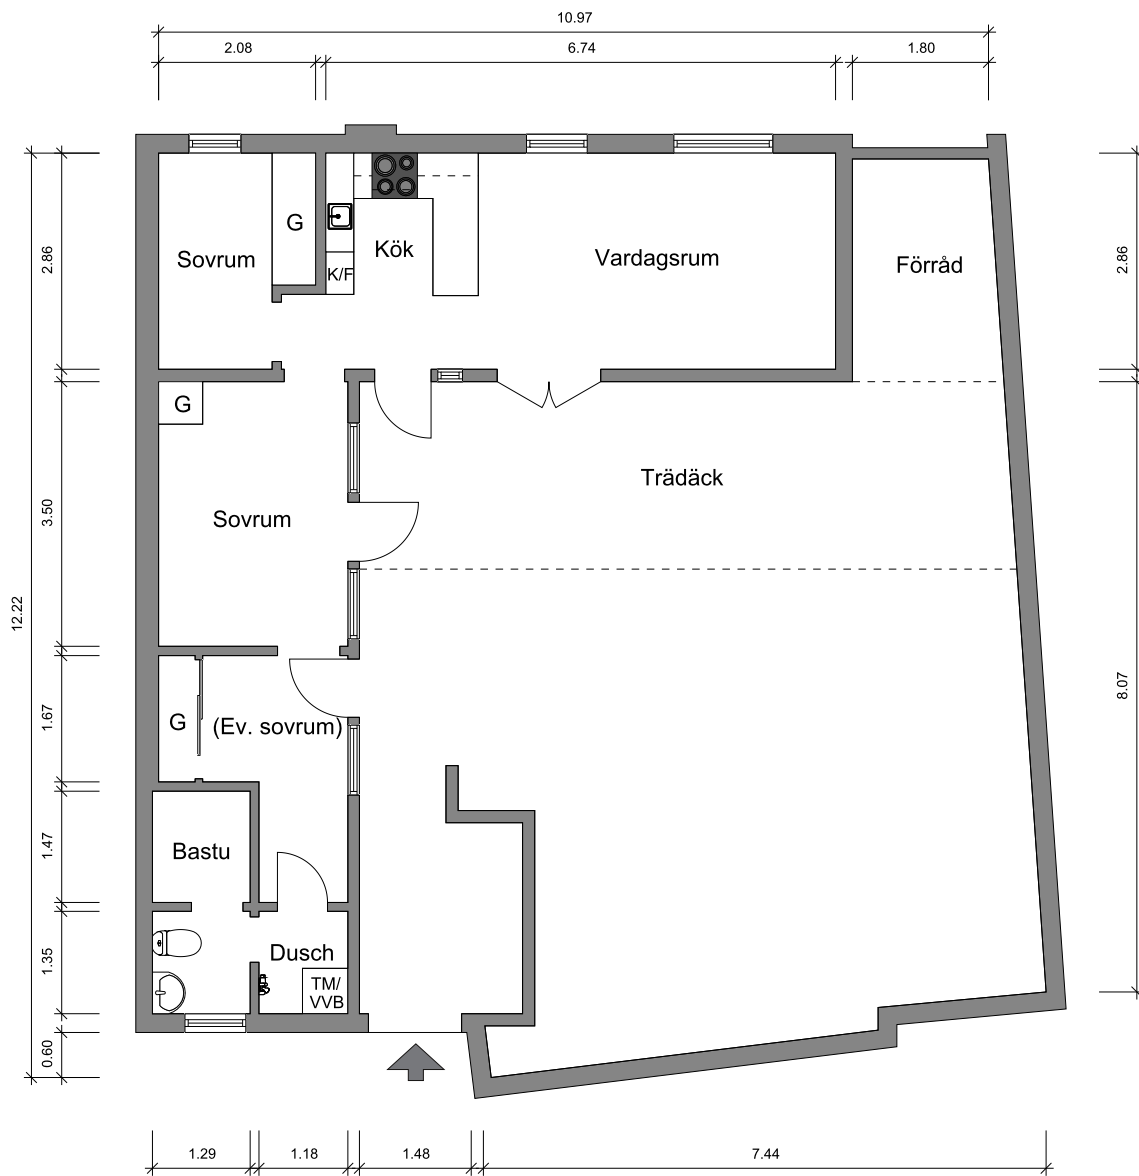 10.97
2.08
6.74
1.80
Sovrum
G
Kök
K/F
Vardagsrum
Förråd
2.86
2.86
G
Sovrum
Trädäck
3.50
12.22
G
(Ev. sovrum)
1.67
8.07
Bastu
1.47
Dusch
TM/
VVB
1.35
0.60
1.29
1.18
1.48
7.44